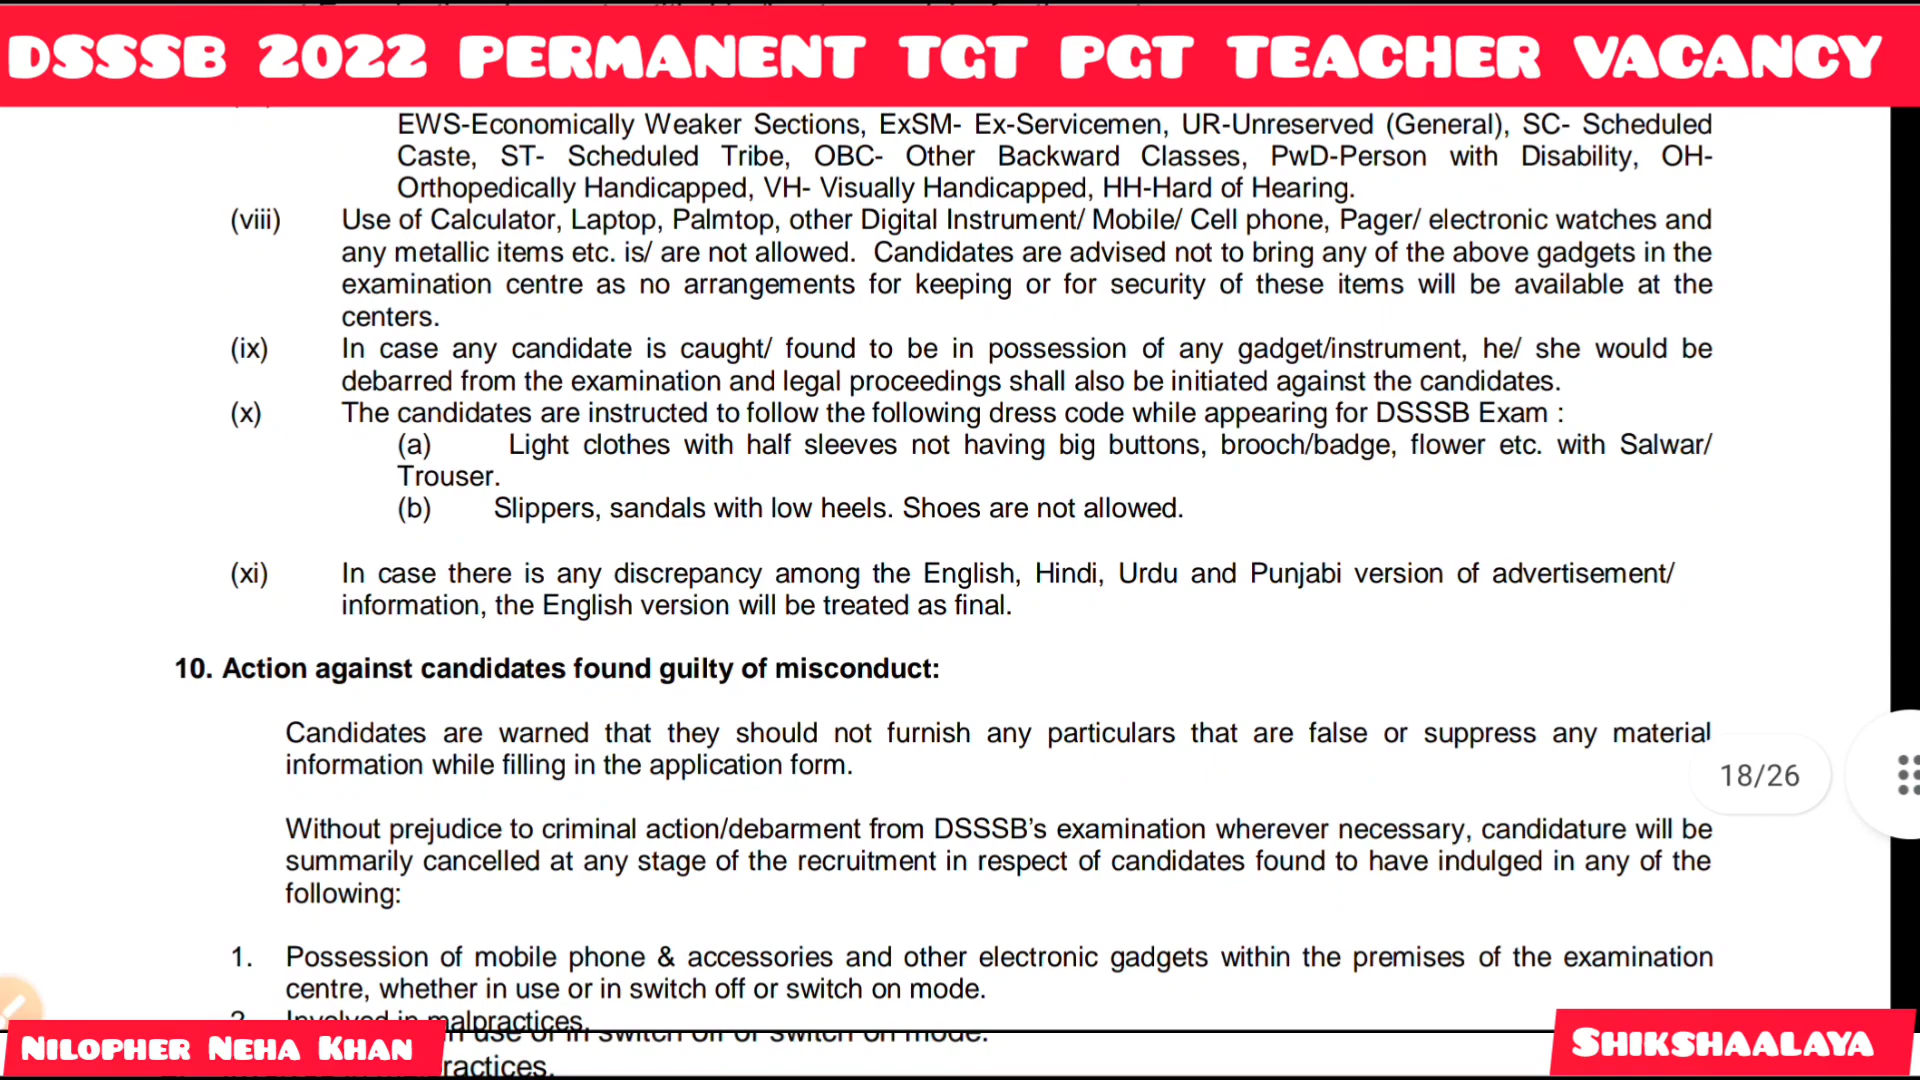 DSSSB 2022 PERMANENT TGT PGT TEACHER VACANCY
EWS-Economically Weaker Sections, ExSM- Ex-Servicemen, UR-Unreserved (General), SC- Scheduled
Caste, ST- Scheduled Tribe, OBC- Other Backward Classes, PwD-Person with Disability, OH-
Orthopedically Handicapped, VH- Visually Handicapped, HH-Hard of Hearing.
(viii) Use of Calculator, Laptop, Palmtop, other Digital Instrument/ Mobile/ Cell phone, Pager/ electronic watches and
any metallic items etc. is/ are not allowed. Candidates are advised not to bring any of the above gadgets in the
examination centre as no arrangements for keeping or for security of these items will be available at the
centers.
(ix) In case any candidate is caught/ found to be in possession of any gadget/instrument, he/ she would be
debarred from the examination and legal proceedings shall also be initiated against the candidates.
(x) The candidates are instructed to follow the following dress code while appearing for DSSSB Exam :
(a) Light clothes with half sleeves not having big buttons, brooch/badge, flower etc. with Salwar/
Trouser.
(b) Slippers, sandals with low heels. Shoes are not allowed.
(xi) In case there is any discrepancy among the English, Hindi, Urdu and Punjabi version of advertisement/
information, the English version will be treated as final.
10. Action against candidates found guilty of misconduct:
Candidates are warned that they should not furnish any particulars that are false or suppress any material
information while filling in the application form.
18/26
Without prejudice to criminal action/debarment from DSSSB's examination wherever necessary, candidature will be
summarily cancelled at any stage of the recruitment in respect of candidates found to have indulged in any of the
following:
1. Possession of mobile phone & accessories and other electronic gadgets within the premises of the examination
centre, whether in use or in switch off or switch on mode.
2. Involved in malpractices.
NILOPHER NEHA KHAN
SHIKSHAALAYA